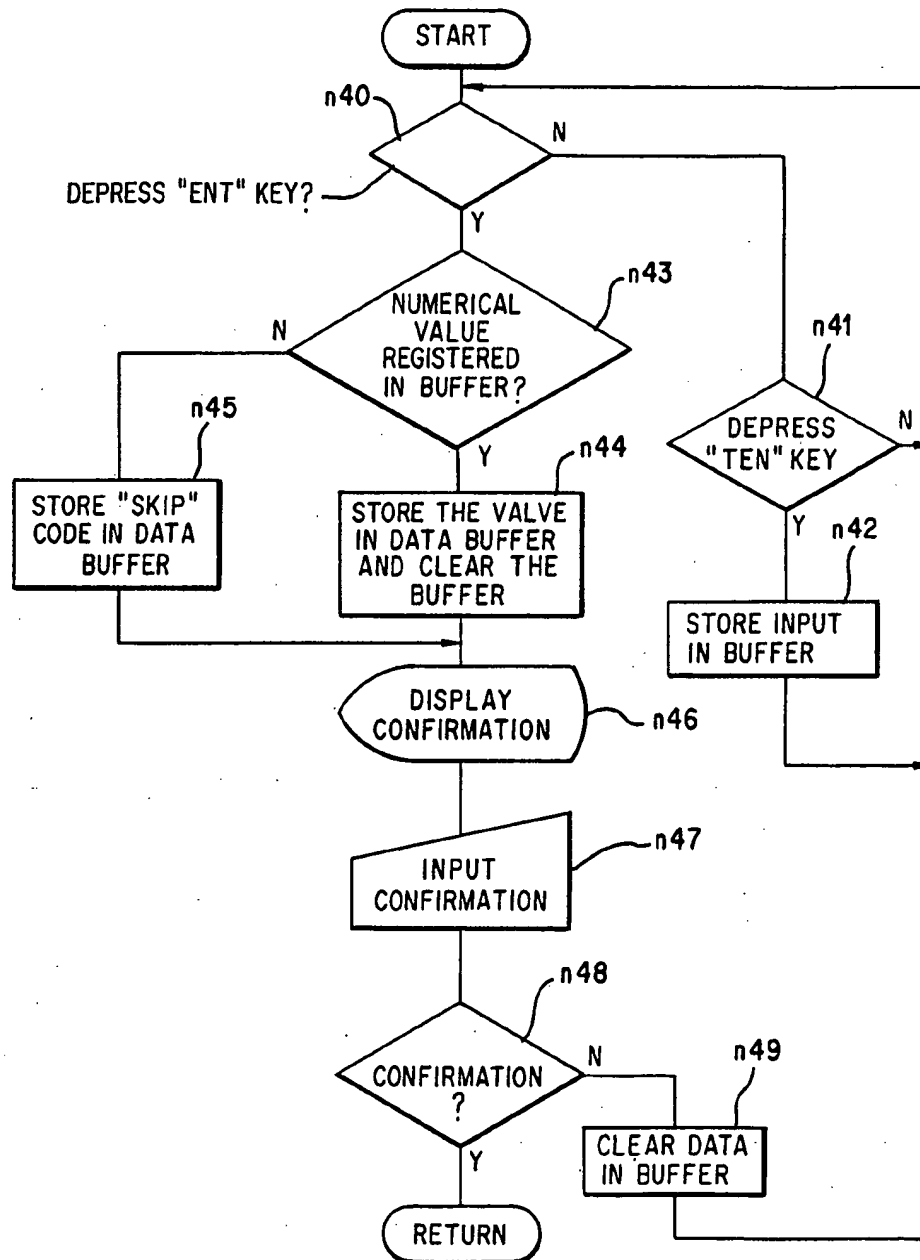 START
n40
N
DEPRESS "ENT" KEY?
Y
n43
NUMERICAL
VALUE
REGISTERED
IN BUFFER?
N
n41
DEPRESS
"TEN" KEY
N
n45
Y
n44
STORE "SKIP"
CODE IN DATA
BUFFER
STORE THE VALVE
IN DATA BUFFER
AND CLEAR THE
BUFFER
Y
n42
STORE INPUT
IN BUFFER
DISPLAY
CONFIRMATION
n46
INPUT
CONFIRMATION
n47
n48
CONFIRMATION
?
N
n49
Y
CLEAR DATA
IN BUFFER
RETURN